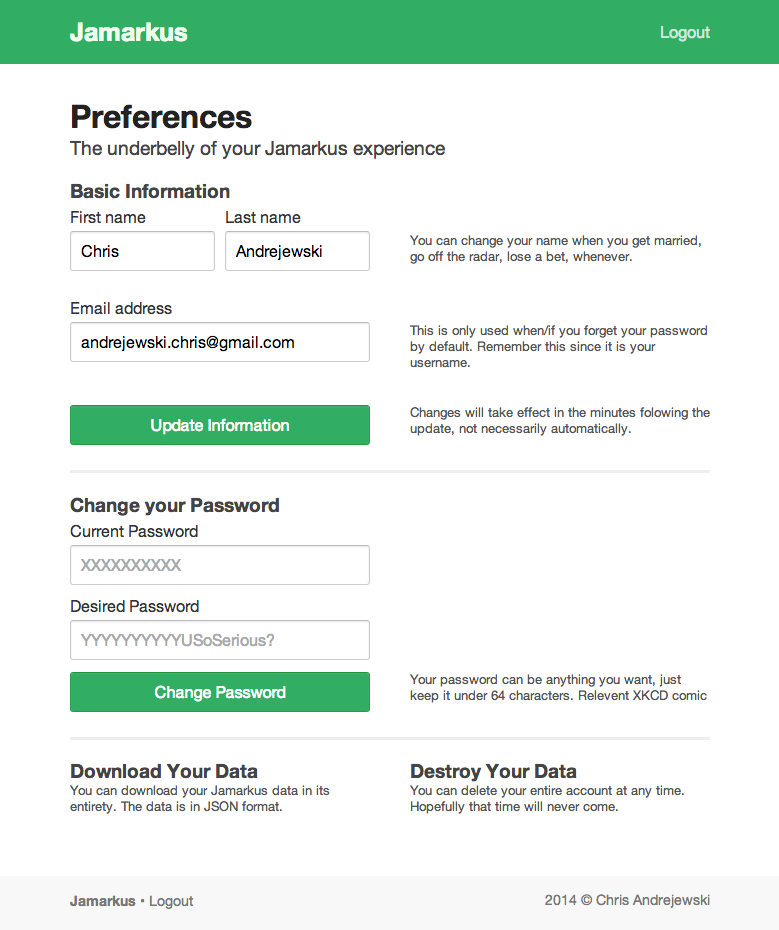 Jamarkus
Logout
Preferences
The underbelly of your Jamarkus experience
Basic Information
First name
Last name
Chris
Andrejewski
You can change your name when you get married,
go off the radar, lose a bet, whenever.
Email address
andrejewski.chris@gmail.com
This is only used when/if you forget your password
by default. Remember this since it is your
username.
Update Information
Changes will take effect in the minutes folowing the
update, not necessarily automatically.
Change your Password
Current Password
XXXXXXXXXX
Desired Password
YYYYYYYYYYUSoSerious?
Change Password
Your password can be anything you want, just
keep it under 64 characters. Relevent XKCD comic
Download Your Data
You can download your Jamarkus data in its
entirety. The data is in JSON format.
Destroy Your Data
You can delete your entire account at any time.
Hopefully that time will never come.
Jamarkus • Logout
2014 © Chris Andrejewski